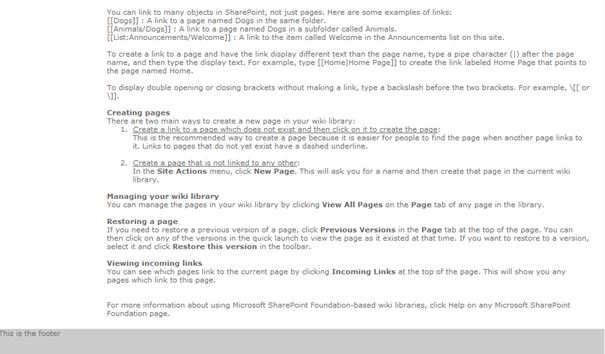 You can link to many objects in SharePoint, not just pages. Here are some examples of links:
[[Dogs]] : A link to a page named Dogs in the same folder.
[[Animals/Dogs]] : A link to a page named Dogs in a subfolder called Animals.
[[List:Announcements/Welcome]] : A link to the item called Welcome in the Announcements list on this site.
To create a link to a page and have the link display different text than the page name, type a pipe character (|) after the page
name, and then type the display text. For example, type [[Home|Home Page]] to create the link labeled Home Page that points to
the page named Home.
To display double opening or closing brackets without making a link, type a backslash before the two brackets. For example, \[[ or
\]].
Creating pages
There are two main ways to create a new page in your wiki library:
1. Create a link to a page which does not exist and then click on it to create the page:
This is the recommended way to create a page because it is easier for people to find the page when another page links to
it. Links to pages that do not yet exist have a dashed underline.
2. Create a page that is not linked to any other:
In the Site Actions menu, click New Page. This will ask you for a name and then create that page in the current wiki
library.
Managing your wiki library
You can manage the pages in your wiki library by clicking View All Pages on the Page tab of any page in the library.
Restoring a page
If you need to restore a previous version of a page, click Previous Versions in the Page tab at the top of the page. You can
then click on any of the versions in the quick launch to view the page as it existed at that time. If you want to restore to a version,
select it and click Restore this version in the toolbar.
Viewing incoming links
You can see which pages link to the current page by clicking Incoming Links at the top of the page. This will show you any
pages which link to this page.
For more information about using Microsoft SharePoint Foundation-based wiki libraries, click Help on any Microsoft SharePoint
Foundation page.
This is the footer